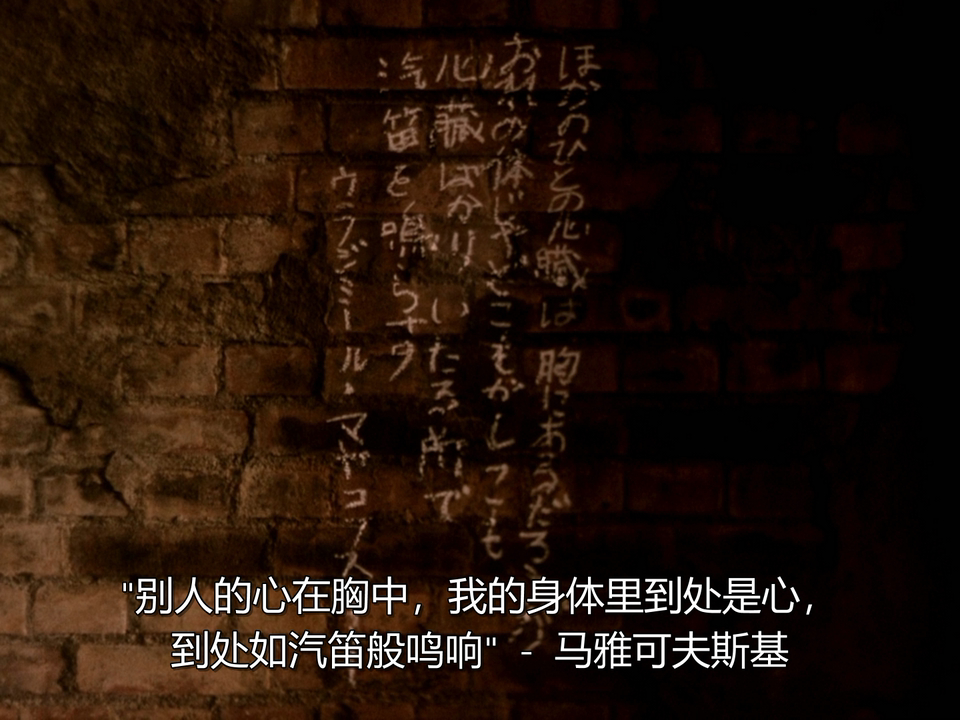 ほかのひとの心臓は 胸にあるだろうが
おれの体じゃどこもかしこも
心臓ばかり いたる所で
汽笛を鳴らす
ウラジミール・マヤコフス
"别人的心在胸中，我的身体里到处是心，
到处如汽笛般鸣响" - 马雅可夫斯基